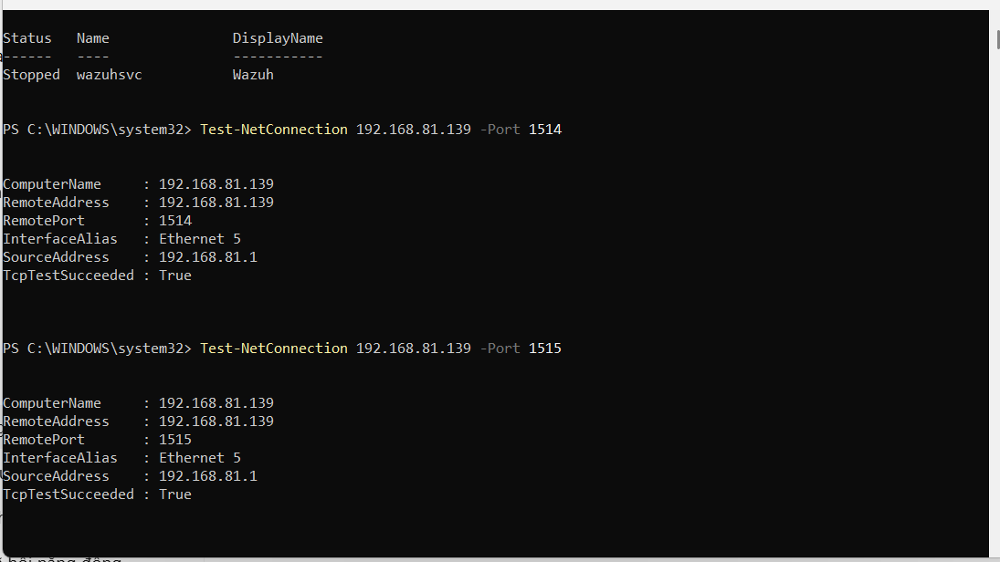 Status   Name               DisplayName
------   ----               -----------
Stopped  wazuhsvc           Wazuh
PS C:\WINDOWS\system32> Test-NetConnection 192.168.81.139 -Port 1514
ComputerName     : 192.168.81.139
RemoteAddress    : 192.168.81.139
RemotePort       : 1514
InterfaceAlias   : Ethernet 5
SourceAddress    : 192.168.81.1
TcpTestSucceeded : True
PS C:\WINDOWS\system32> Test-NetConnection 192.168.81.139 -Port 1515
ComputerName     : 192.168.81.139
RemoteAddress    : 192.168.81.139
RemotePort       : 1515
InterfaceAlias   : Ethernet 5
SourceAddress    : 192.168.81.1
TcpTestSucceeded : True